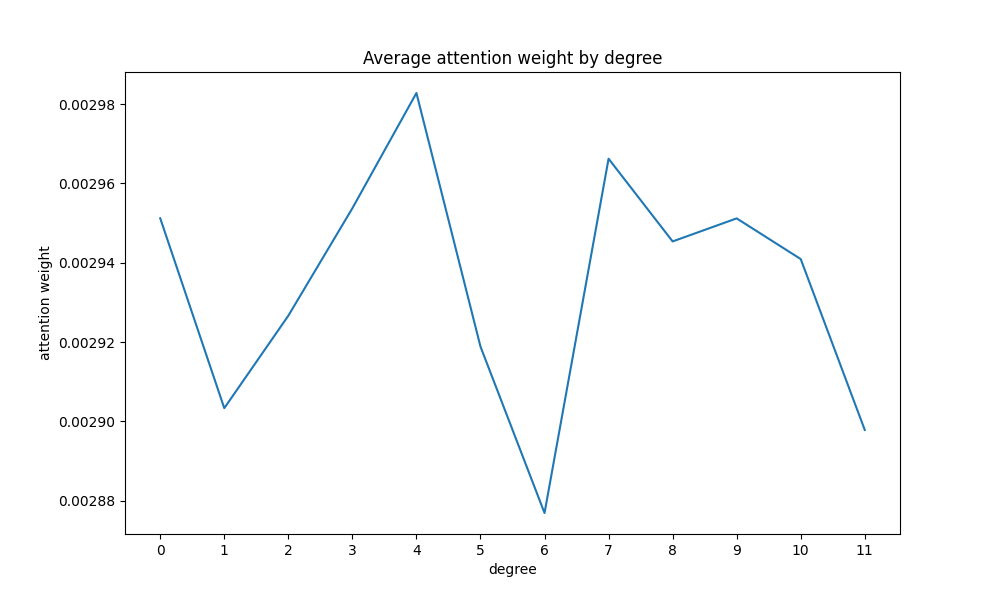 Average attention weight by degree
0.00298
0.00296
0.00294
0.00292
0.00290
0.00288
attention weight
0 1 2 3 4 5 6 7 8 9 10 11
degree